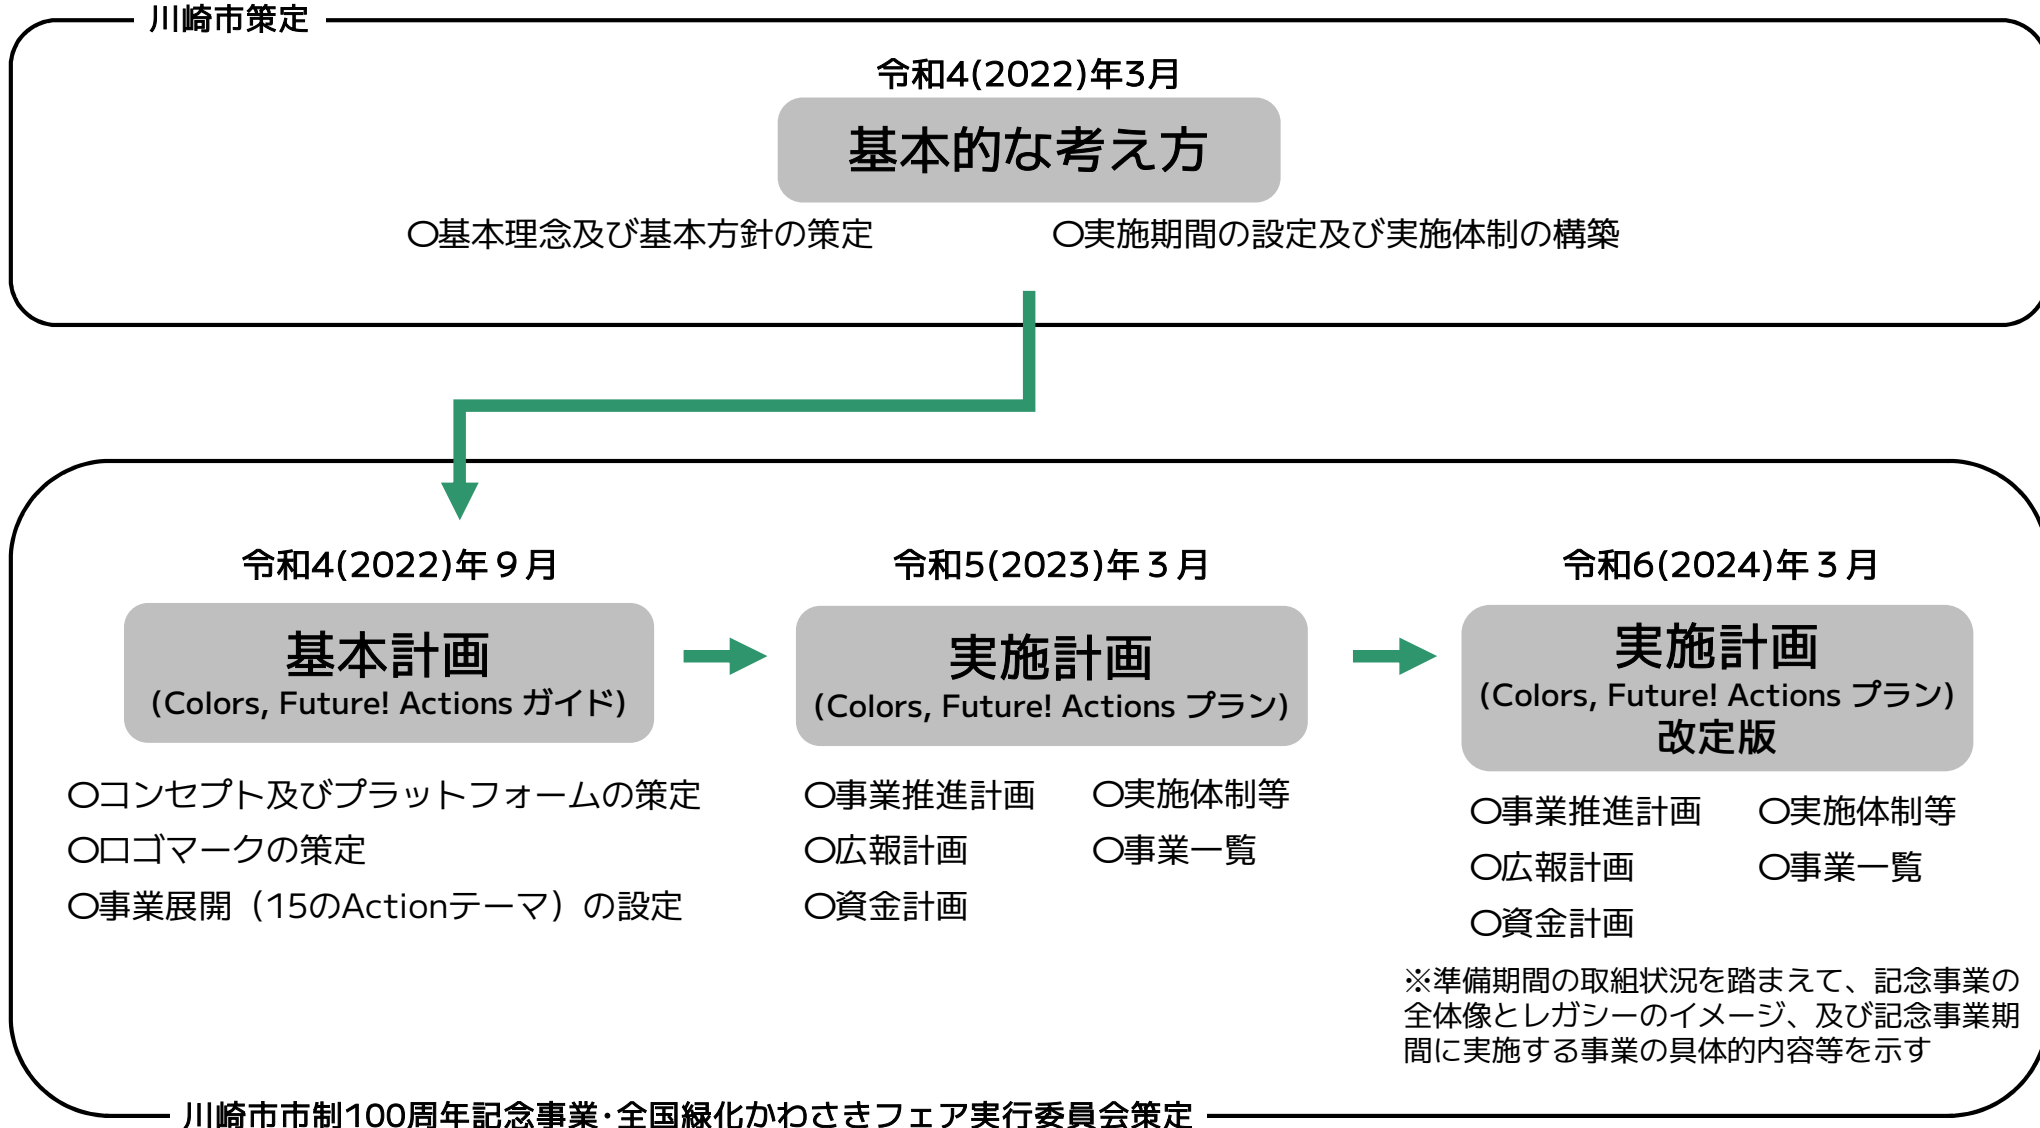 川崎市策定
令和4(2022)年3月
基本的な考え方
〇基本理念及び基本方針の策定
〇実施期間の設定及び実施体制の構築
令和4(2022)年９月
基本計画
(Colors, Future! Actions ガイド)
〇コンセプト及びプラットフォームの策定
〇ロゴマークの策定
〇事業展開（15のActionテーマ）の設定
令和5(2023)年３月
実施計画
(Colors, Future! Actions プラン)
〇事業推進計画
〇実施体制等
〇広報計画
〇事業一覧
〇資金計画
令和6(2024)年３月
実施計画
(Colors, Future! Actions プラン)
改定版
〇事業推進計画
〇実施体制等
〇広報計画
〇事業一覧
〇資金計画
※準備期間の取組状況を踏まえて、記念事業の
全体像とレガシーのイメージ、及び記念事業期
間に実施する事業の具体的内容等を示す
川崎市市制100周年記念事業・全国緑化かわさきフェア実行委員会策定